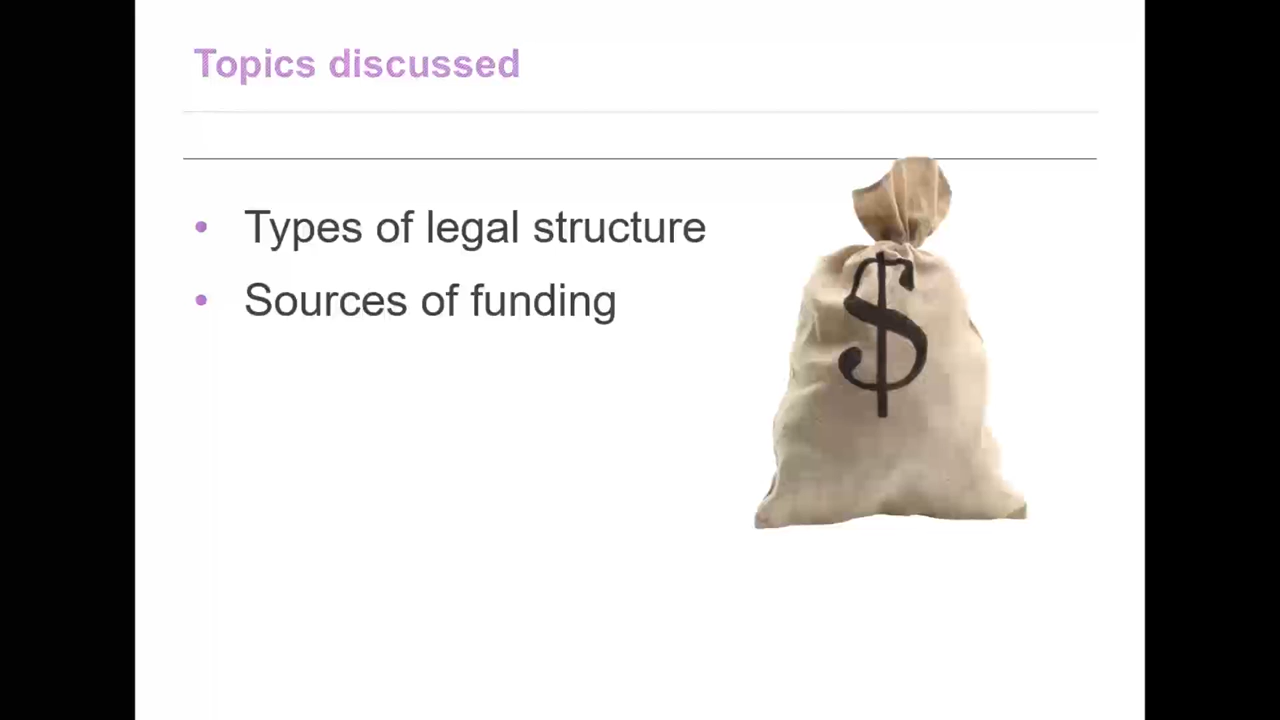 Topics discussed
• Types of legal structure
• Sources of funding
$